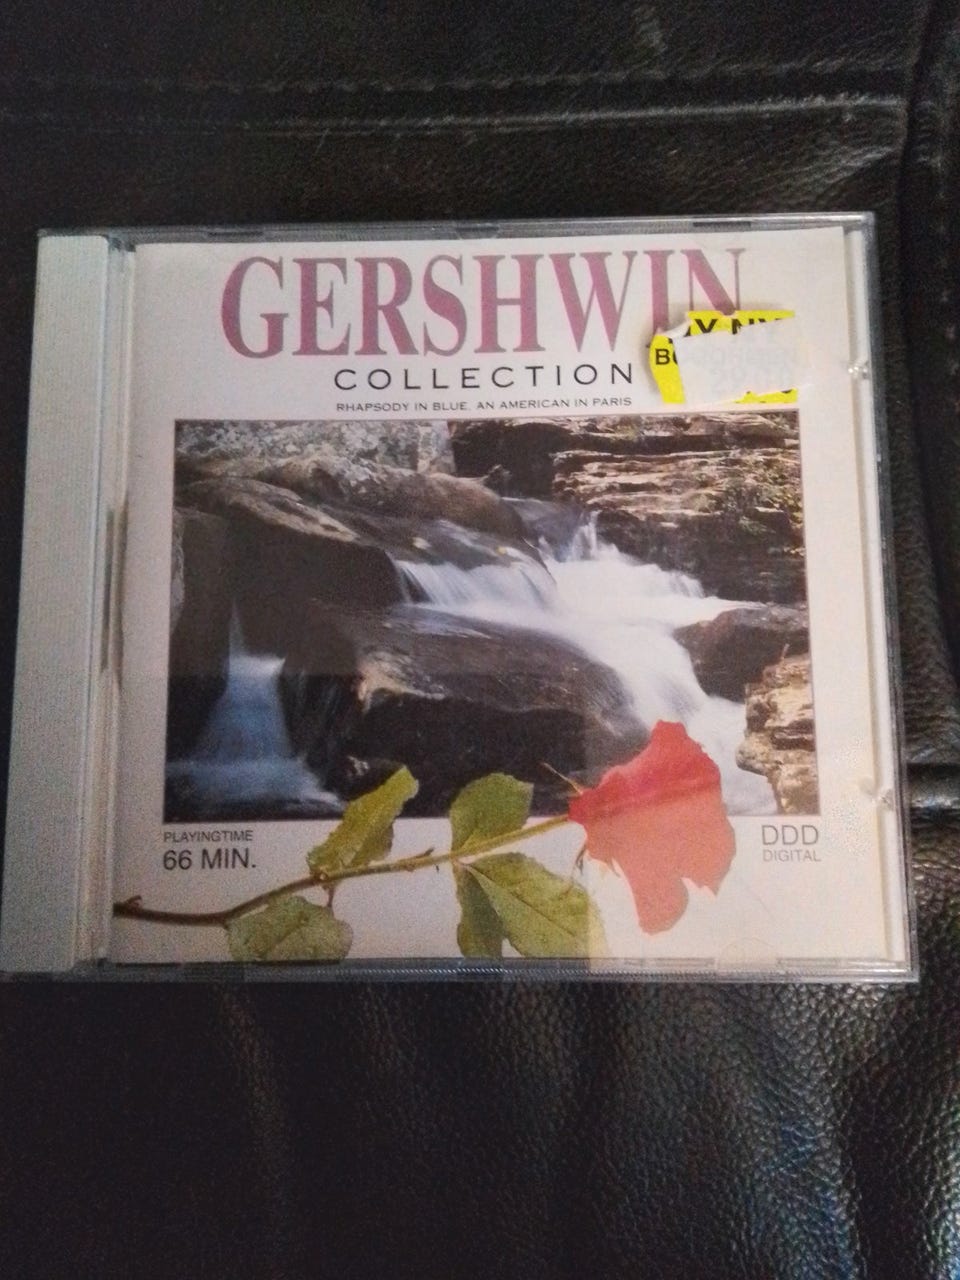 GERSHWIN
COLLECTION
RHAPSODY IN BLUE. AN AMERICAN IN PARIS
PLAYINGTIME
66 MIN.
DDD
DIGITAL